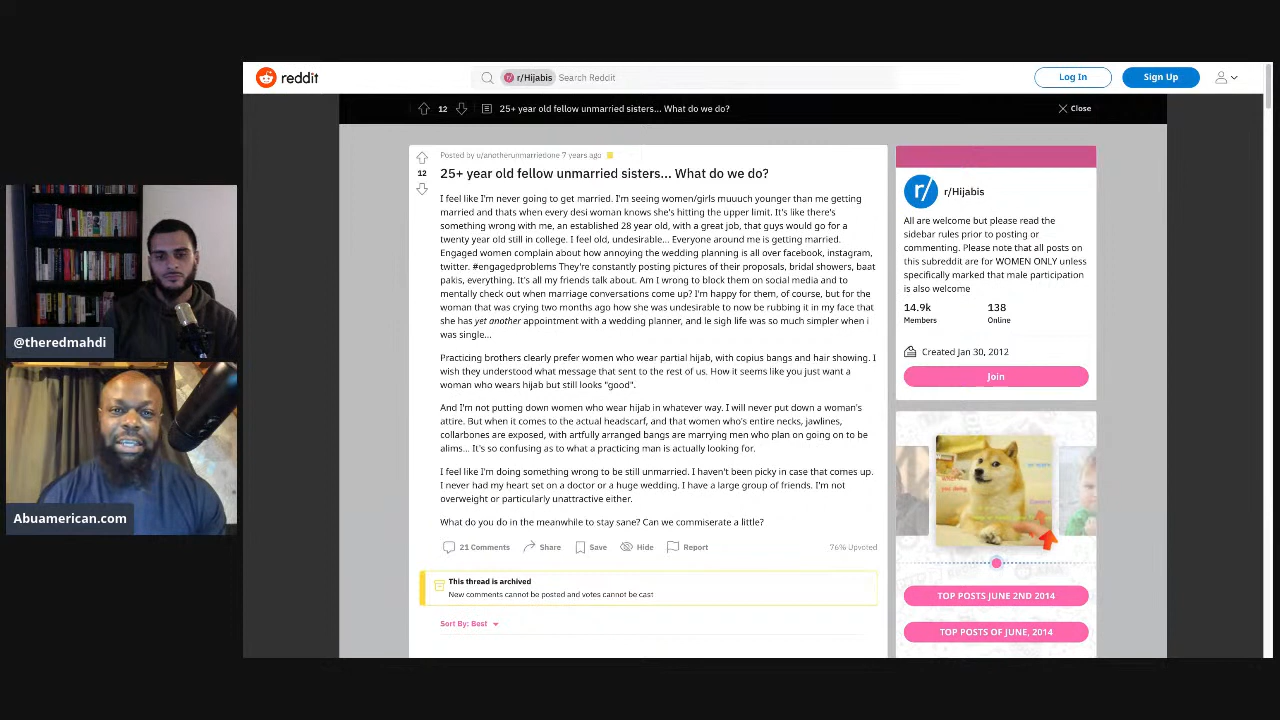 reddit
r/Hijabis Search Reddit
Log In
Sign Up
12
25+ year old fellow unmarried sisters... What do we do?
Close
Posted by u/anotherunmarriedone 7 years ago
12
25+ year old fellow unmarried sisters... What do we do?
I feel like I'm never going to get married. I'm seeing women/girls muuuch younger than me getting
married and thats when every desi woman knows she's hitting the upper limit. It's like there's
something wrong with me, an established 28 year old, with a great job, that guys would go for a
twenty year old still in college. I feel old, undesirable... Everyone around me is getting married.
Engaged women complain about how annoying the wedding planning is all over facebook, instagram,
twitter. #engagedproblems They're constantly posting pictures of their proposals, bridal showers, baat
pakis, everything. It's all my friends talk about. Am I wrong to block them on social media and to
mentally check out when marriage conversations come up? I'm happy for them, of course, but for the
woman that was crying two months ago how she was undesirable to now be rubbing it in my face that
she has yet another appointment with a wedding planner, and le sigh life was so much simpler when i
was single...
Practicing brothers clearly prefer women who wear partial hijab, with copius bangs and hair showing. I
wish they understood what message that sent to the rest of us. How it seems like you just want a
woman who wears hijab but still looks "good".
And I'm not putting down women who wear hijab in whatever way. I will never put down a woman's
attire. But when it comes to the actual headscarf, and that women who's entire necks, jawlines,
collarbones are exposed, with artfully arranged bangs are marrying men who plan on going on to be
alims... It's so confusing as to what a practicing man is actually looking for.
I feel like I'm doing something wrong to be still unmarried. I haven't been picky in case that comes up.
I never had my heart set on a doctor or a huge wedding. I have a large group of friends. I'm not
overweight or particularly unattractive either.
What do you do in the meanwhile to stay sane? Can we commiserate a little?
21 Comments Share Save Hide Report
76% Upvoted
This thread is archived
New comments cannot be posted and votes cannot be cast
Sort By: Best
r/
r/Hijabis
All are welcome but please read the
sidebar rules prior to posting or
commenting. Please note that all posts on
this subreddit are for WOMEN ONLY unless
specifically marked that male participation
is also welcome
14.9k 138
Members Online
Created Jan 30, 2012
Join
TOP POSTS JUNE 2ND 2014
TOP POSTS OF JUNE, 2014
@theredmahdi
Abuamerican.com